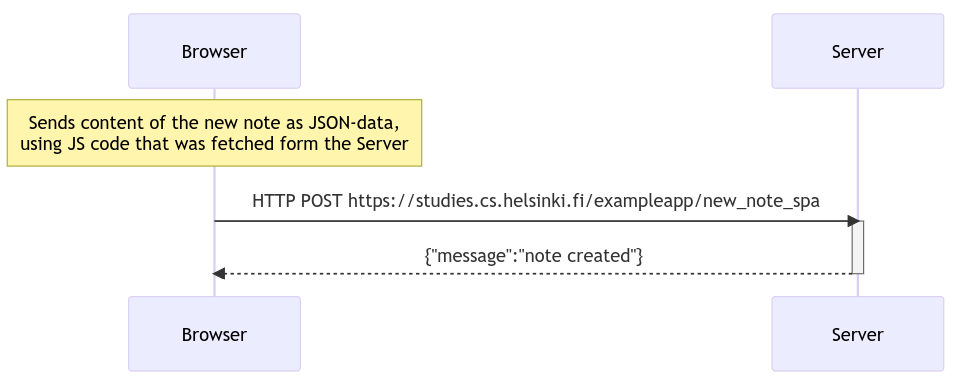 Browser
Server
Sends content of the new note as JSON-data,
using JS code that was fetched form the Server
HTTP POST https://studies.cs.helsinki.fi/exampleapp/new_note_spa
{"message":"note created"}
Browser
Server